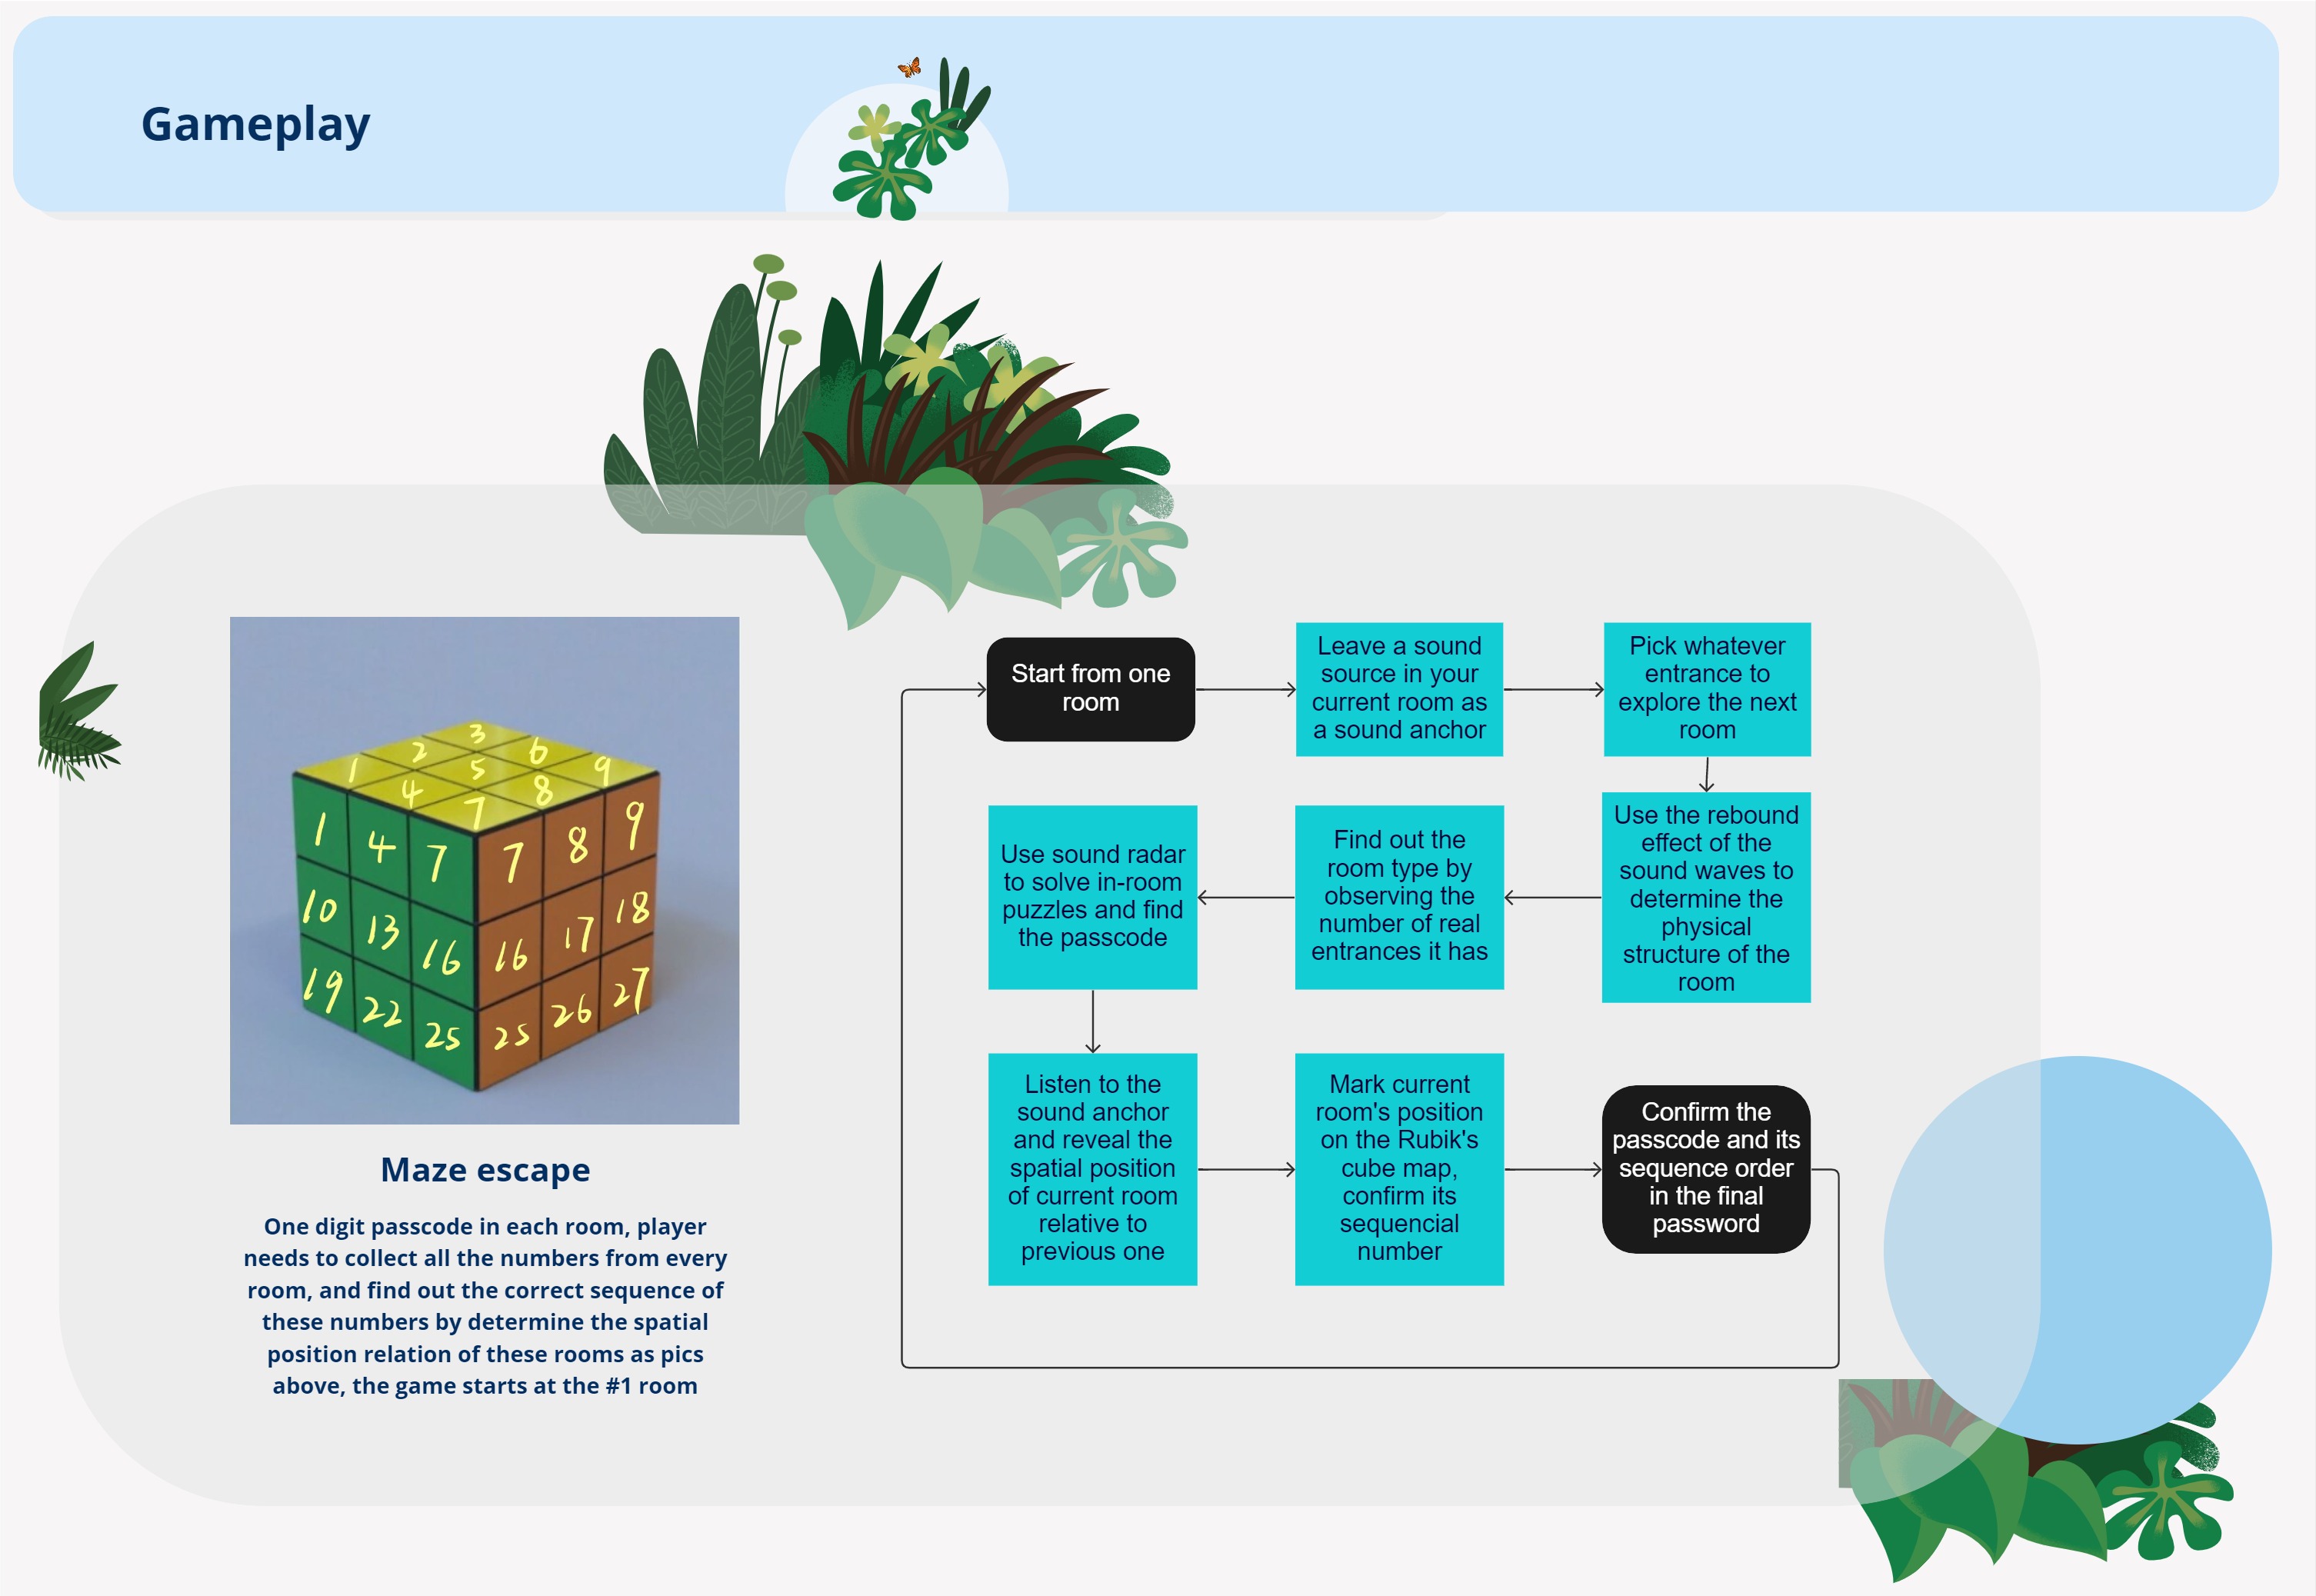 Gameplay
3
2 6
1 5 9
4 8
7
1 4 7
10 13 16
19 22 25
7 8 9
16 17 18
25 26 27
Maze escape
One digit passcode in each room, player
needs to collect all the numbers from every
room, and find out the correct sequence of
these numbers by determine the spatial
position relation of these rooms as pics
above, the game starts at the #1 room
Start from one
room
Leave a sound
source in your
current room as
a sound anchor
Pick whatever
entrance to
explore the next
room
Use the rebound
effect of the
sound waves to
determine the
physical
structure of the
room
Find out the
room type by
observing the
number of real
entrances it has
Use sound radar
to solve in-room
puzzles and find
the passcode
Listen to the
sound anchor
and reveal the
spatial position
of current room
relative to
previous one
Mark current
room's position
on the Rubik's
cube map,
confirm its
sequencial
number
Confirm the
passcode and its
sequence order
in the final
password